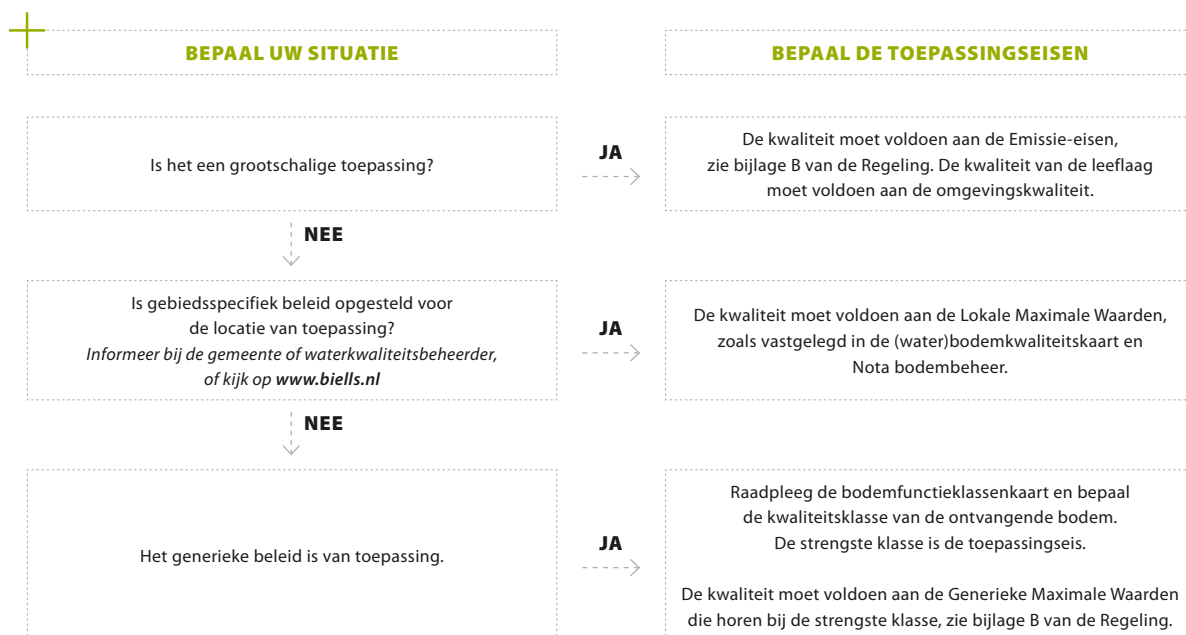 BEPAAL UW SITUATIE
BEPAAL DE TOEPASSINGSEISEN
Is het een grootschalige toepassing?
JA
De kwaliteit moet voldoen aan de Emissie-eisen,
zie bijlage B van de Regeling. De kwaliteit van de leeflaag
moet voldoen aan de omgevingskwaliteit.
NEE
Is gebiedsspecifiek beleid opgesteld voor
de locatie van toepassing?
Informeer bij de gemeente of waterkwaliteitsbeheerder,
of kijk op www.biells.nl
JA
De kwaliteit moet voldoen aan de Lokale Maximale Waarden,
zoals vastgelegd in de (water)bodemkwaliteitskaart en
Nota bodembeheer.
NEE
Het generieke beleid is van toepassing.
JA
Raadpleeg de bodemfunctieklassenkaart en bepaal
de kwaliteitsklasse van de ontvangende bodem.
De strengste klasse is de toepassingseis.
De kwaliteit moet voldoen aan de Generieke Maximale Waarden
die horen bij de strengste klasse, zie bijlage B van de Regeling.